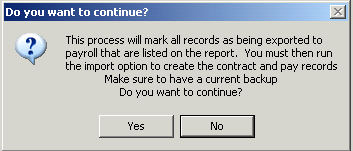 Do you want to continue?
This process will mark all records as being exported to
payroll that are listed on the report. You must then run
the import option to create the contract and pay records
Make sure to have a current backup
Do you want to continue?
Yes No